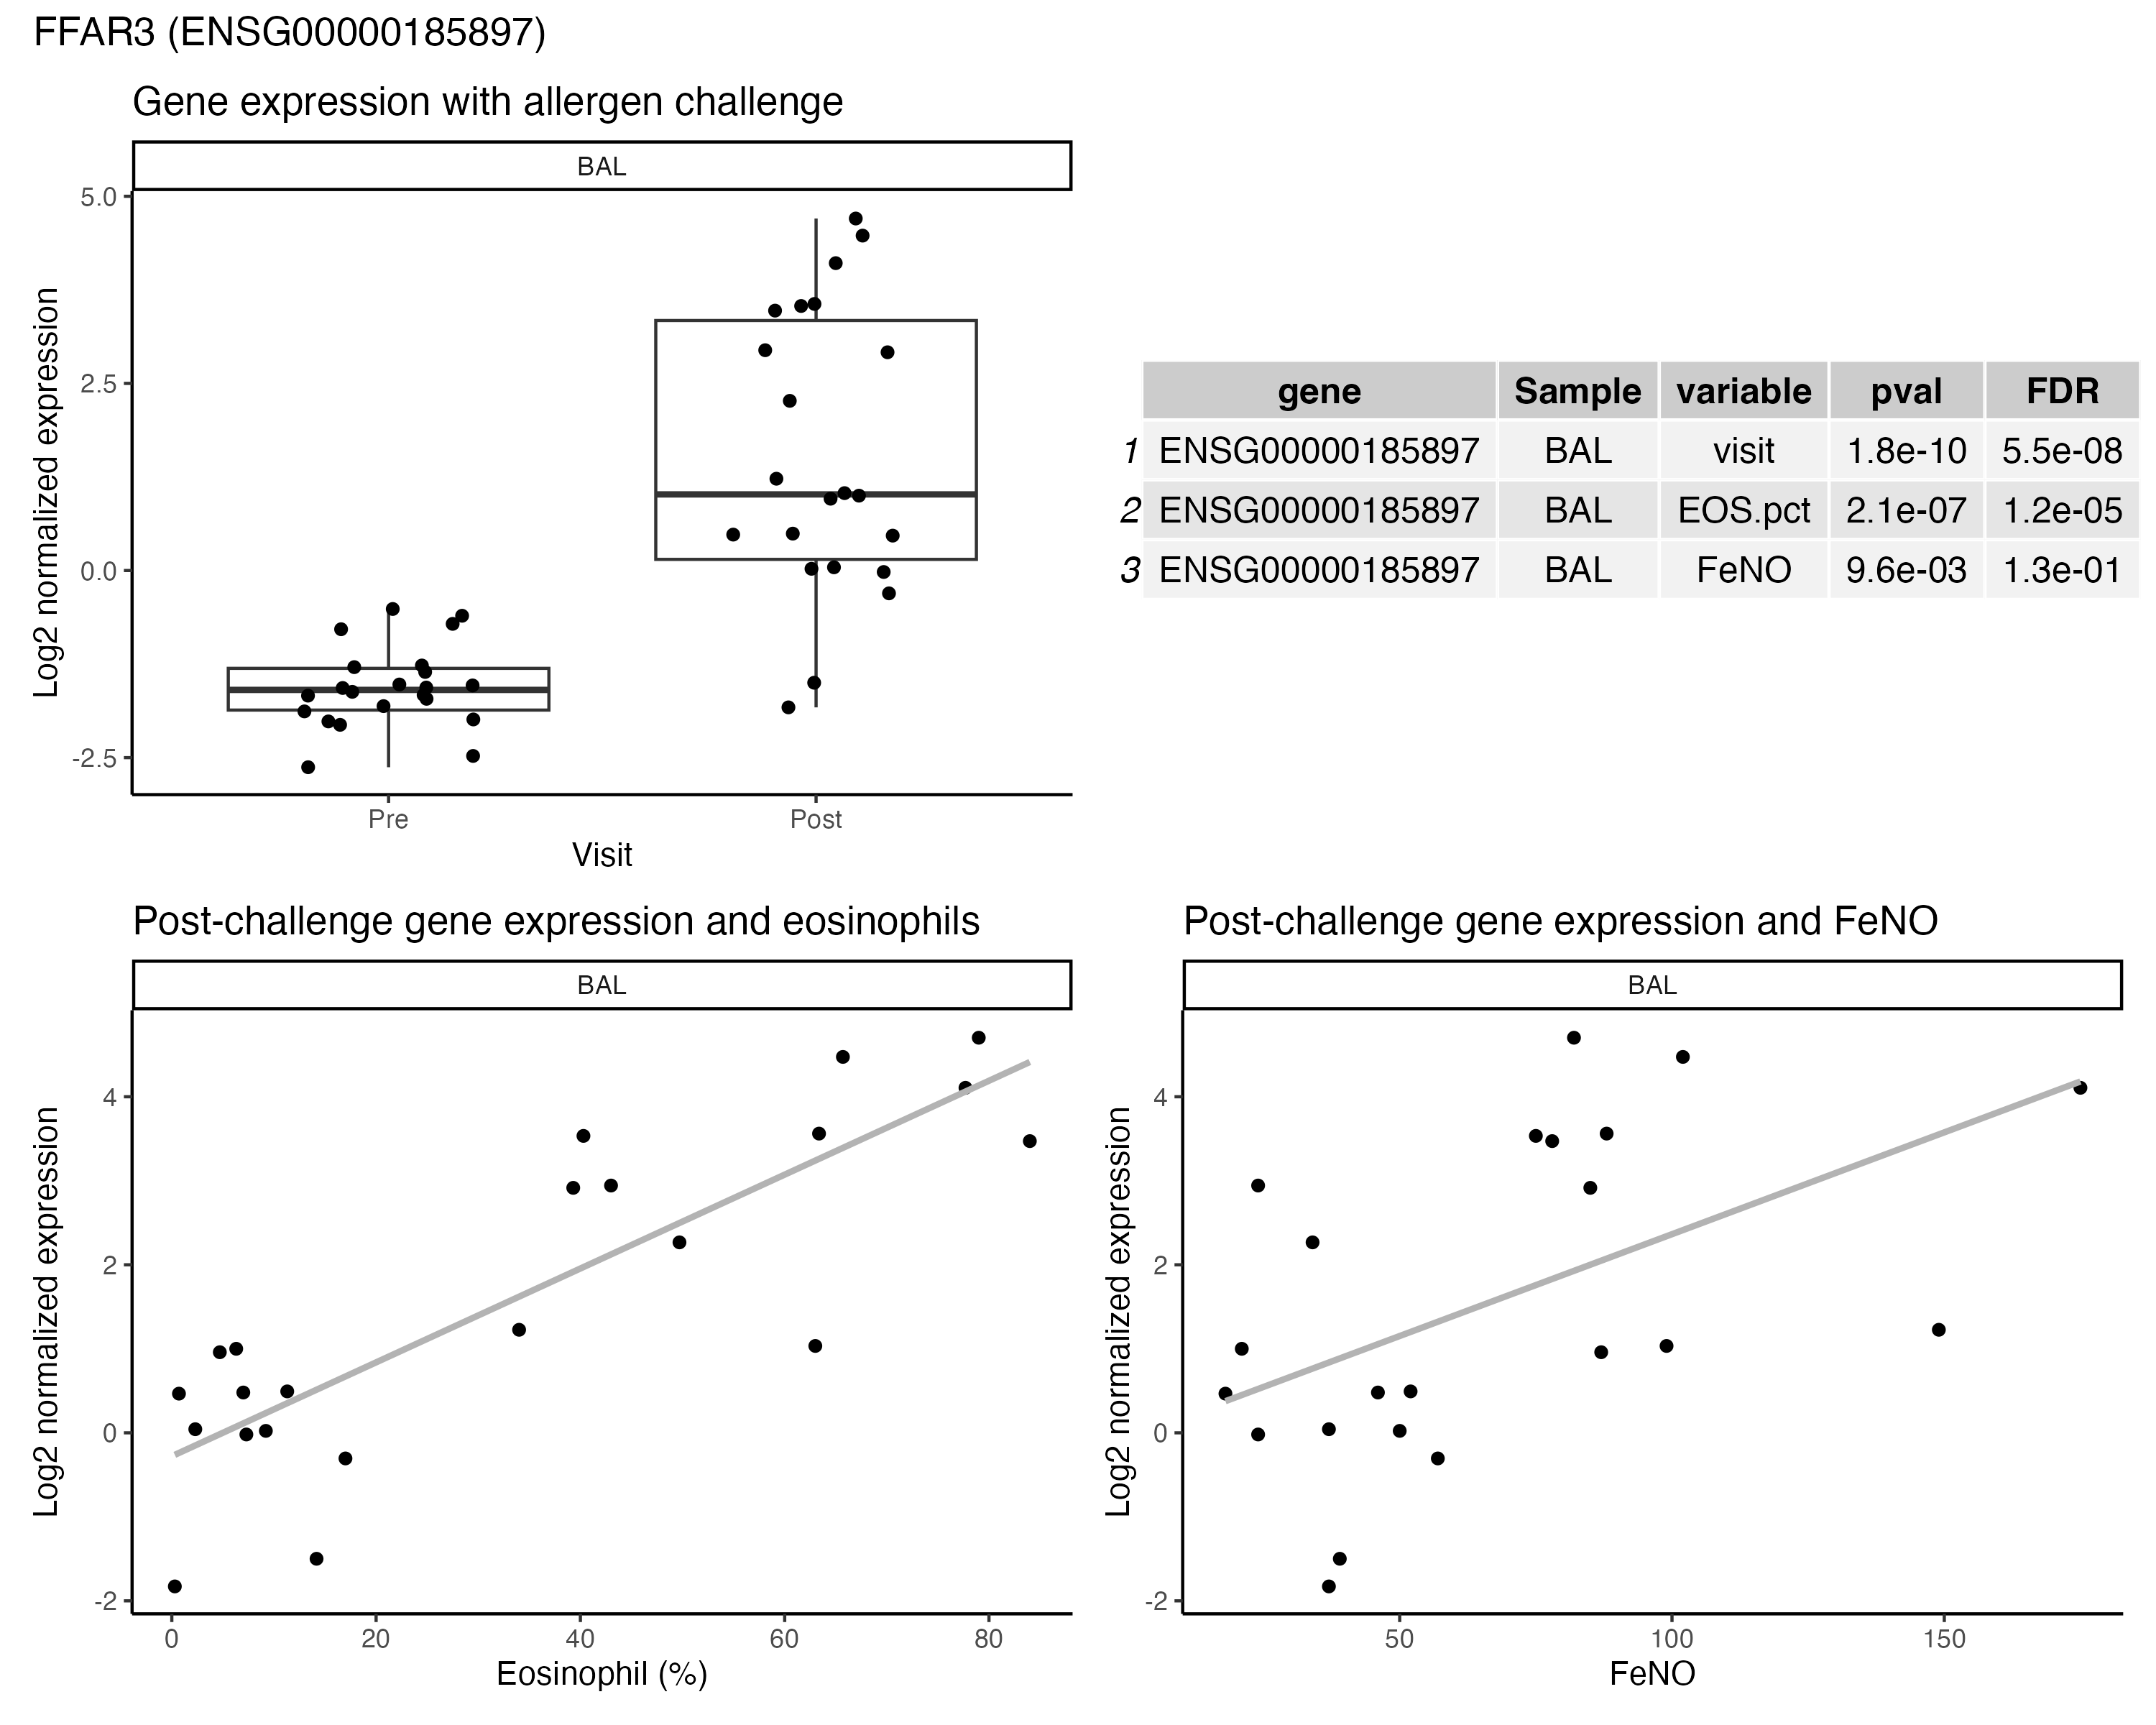 FFAR3 (ENSG00000185897)
Gene expression with allergen challenge
BAL
5.0
2.5
0.0
-2.5
Log2 normalized expression
Pre Post
Visit
gene Sample variable pval FDR
1 ENSG00000185897 BAL visit 1.8e-10 5.5e-08
2 ENSG00000185897 BAL EOS.pct 2.1e-07 1.2e-05
3 ENSG00000185897 BAL FeNO 9.6e-03 1.3e-01
Post-challenge gene expression and eosinophils
BAL
4
2
0
-2
Log2 normalized expression
0 20 40 60 80
Eosinophil (%)
Post-challenge gene expression and FeNO
BAL
4
2
0
-2
Log2 normalized expression
50 100 150
FeNO